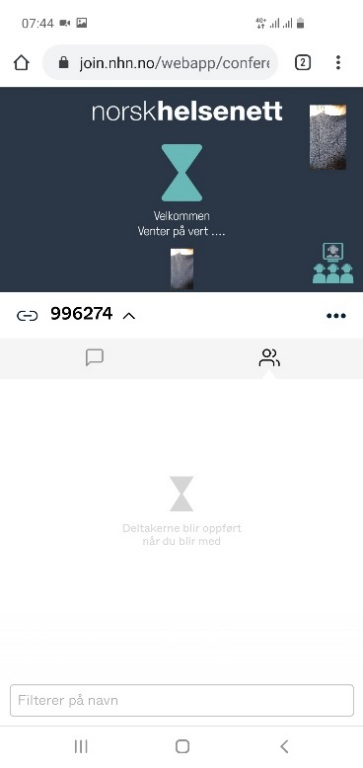 07:44
join.nhn.no/webapp/confere
2
norskhelsenett
Velkommen
Venter på vert ....
996274
Deltakerne blir oppført
når du blir med
Filterer på navn